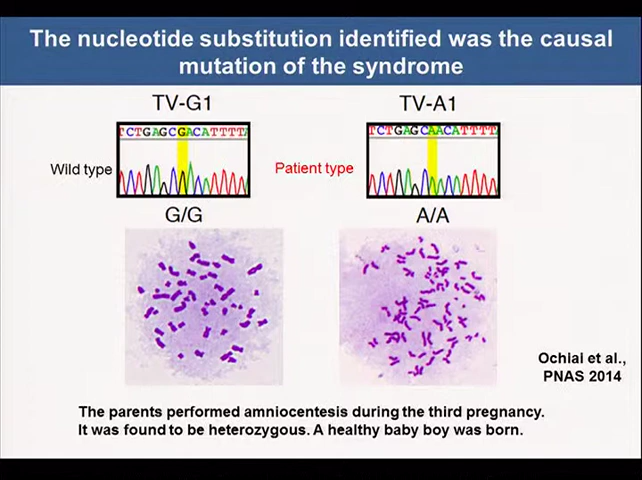 The nucleotide substitution identified was the causal
mutation of the syndrome
TV-G1
TCTGAGCGACATTTTA
Wild type
G/G
TV-A1
TCTGAGCAACATTTTA
Patient type
A/A
Ochiai et al.,
PNAS 2014
The parents performed amniocentesis during the third pregnancy.
It was found to be heterozygous. A healthy baby boy was born.